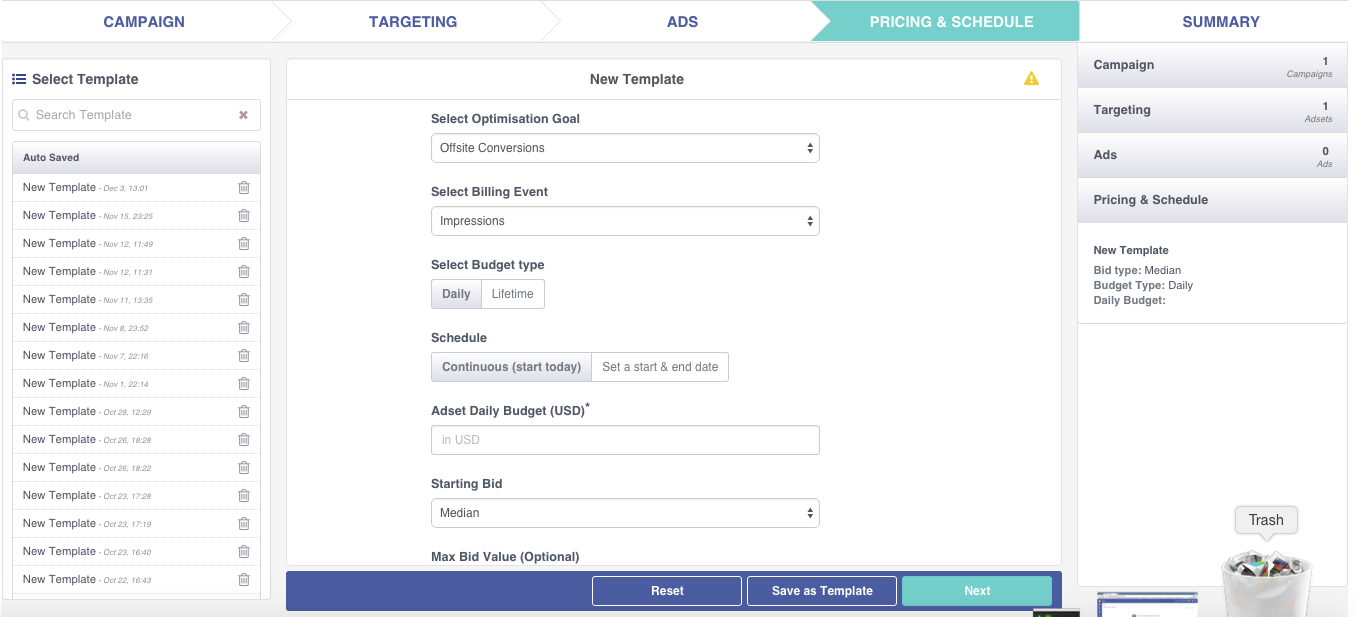 CAMPAIGN
TARGETING
ADS
PRICING & SCHEDULE
SUMMARY
Select Template
Search Template
Auto Saved
New Template - Dec 3, 13:01
New Template - Nov 15, 23:25
New Template - Nov 12, 11:49
New Template - Nov 12, 11:31
New Template - Nov 11, 13:35
New Template - Nov 8, 23:52
New Template - Nov 7, 22:16
New Template - Nov 1, 22:14
New Template - Oct 28, 12:29
New Template - Oct 26, 18:28
New Template - Oct 26, 18:22
New Template - Oct 23, 17:28
New Template - Oct 23, 17:19
New Template - Oct 23, 16:40
New Template - Oct 22, 16:43
New Template
Select Optimisation Goal
Offsite Conversions
Select Billing Event
Impressions
Select Budget type
Daily Lifetime
Schedule
Continuous (start today) Set a start & end date
Adset Daily Budget (USD)*
in USD
Starting Bid
Median
Max Bid Value (Optional)
Reset
Save as Template
Next
Campaign 1
Campaigns
Targeting 1
Adsets
Ads 0
Ads
Pricing & Schedule
New Template
Bid type: Median
Budget Type: Daily
Daily Budget:
Trash